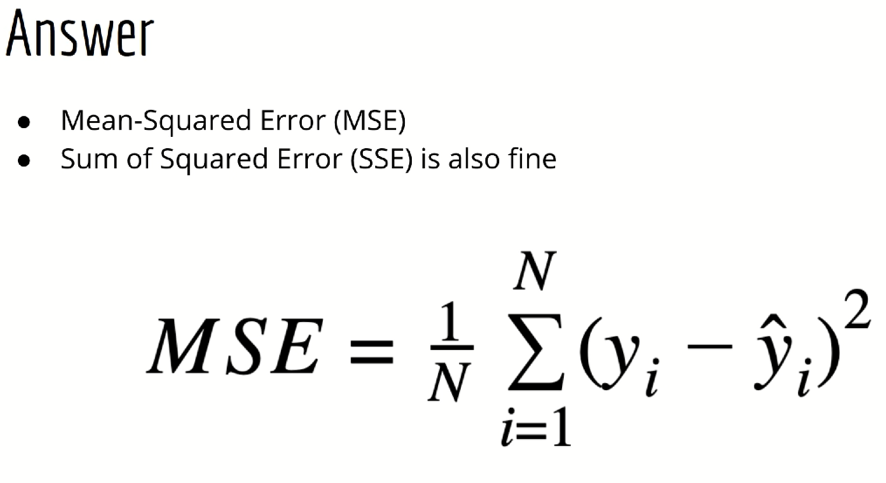 Answer
● Mean-Squared Error (MSE)
● Sum of Squared Error (SSE) is also fine
MSE = \frac{1}{N} \sum_{i=1}^{N} (y_i - \hat{y}_i)^2